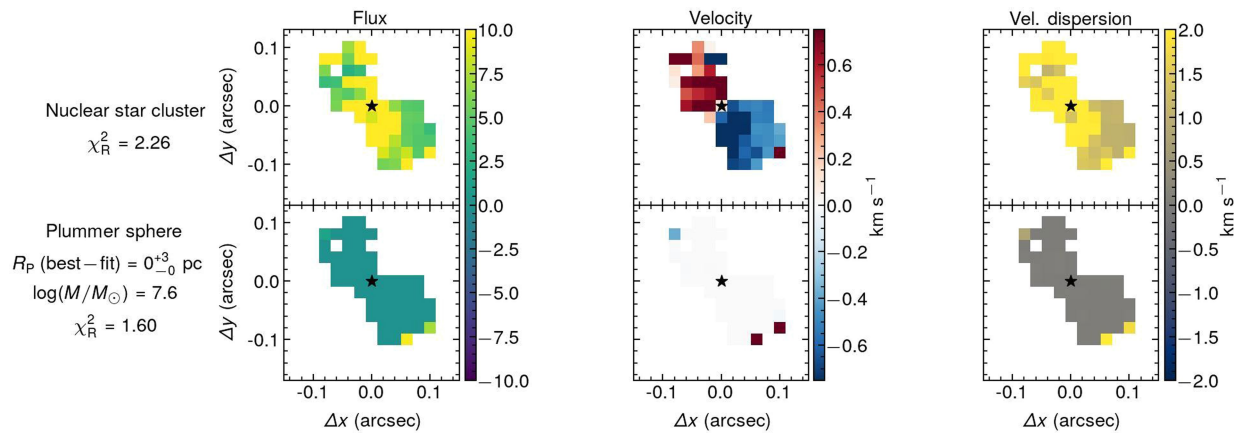 Flux
Velocity
Vel. dispersion
Nuclear star cluster
χ²_R = 2.26
Δy (arcsec)
0.1
0.0
-0.1
10.0
7.5
5.0
2.5
0.0
−2.5
−5.0
−7.5
−10.0
0.6
0.4
0.2
0.0
−0.2
−0.4
−0.6
km s⁻¹
2.0
1.5
1.0
0.5
0.0
−0.5
−1.0
−1.5
−2.0
km s⁻¹
Plummer sphere
R_P (best−fit) = 0⁺³₋₀ pc
log(M/M☉) = 7.6
χ²_R = 1.60
Δy (arcsec)
0.1
0.0
-0.1
-0.1 0.0 0.1
-0.1 0.0 0.1
-0.1 0.0 0.1
Δx (arcsec)
Δx (arcsec)
Δx (arcsec)